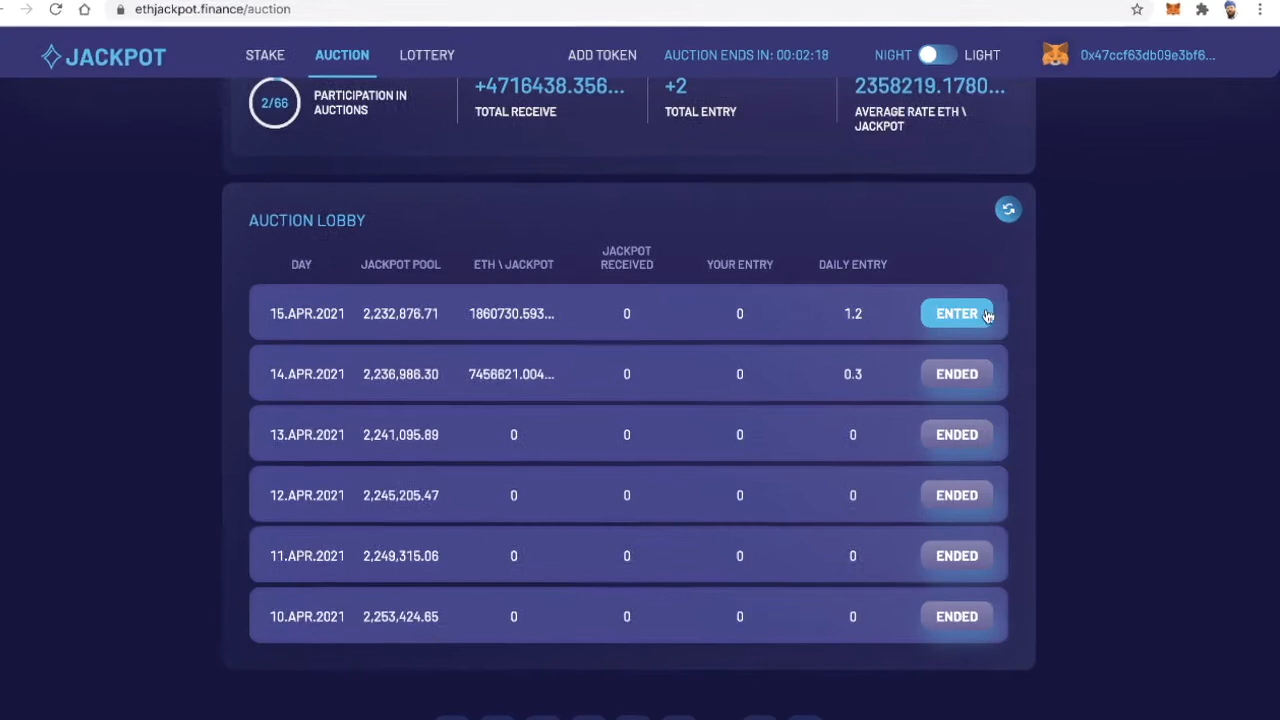 ethjackpot.finance/auction
JACKPOT STAKE AUCTION LOTTERY ADD TOKEN AUCTION ENDS IN: 00:02:18 NIGHT LIGHT 0x47ccf63db09e3bf6...
2/66 PARTICIPATION IN AUCTIONS
+4716438.356... TOTAL RECEIVE
+2 TOTAL ENTRY
2358219.1780... AVERAGE RATE ETH \ JACKPOT
AUCTION LOBBY
DAY JACKPOT POOL ETH \ JACKPOT JACKPOT RECEIVED YOUR ENTRY DAILY ENTRY
15.APR.2021 2,232,876.71 1860730.593... 0 0 1.2 ENTER
14.APR.2021 2,236,986.30 7456621.004... 0 0 0.3 ENDED
13.APR.2021 2,241,095.89 0 0 0 0 ENDED
12.APR.2021 2,245,205.47 0 0 0 0 ENDED
11.APR.2021 2,249,315.06 0 0 0 0 ENDED
10.APR.2021 2,253,424.65 0 0 0 0 ENDED